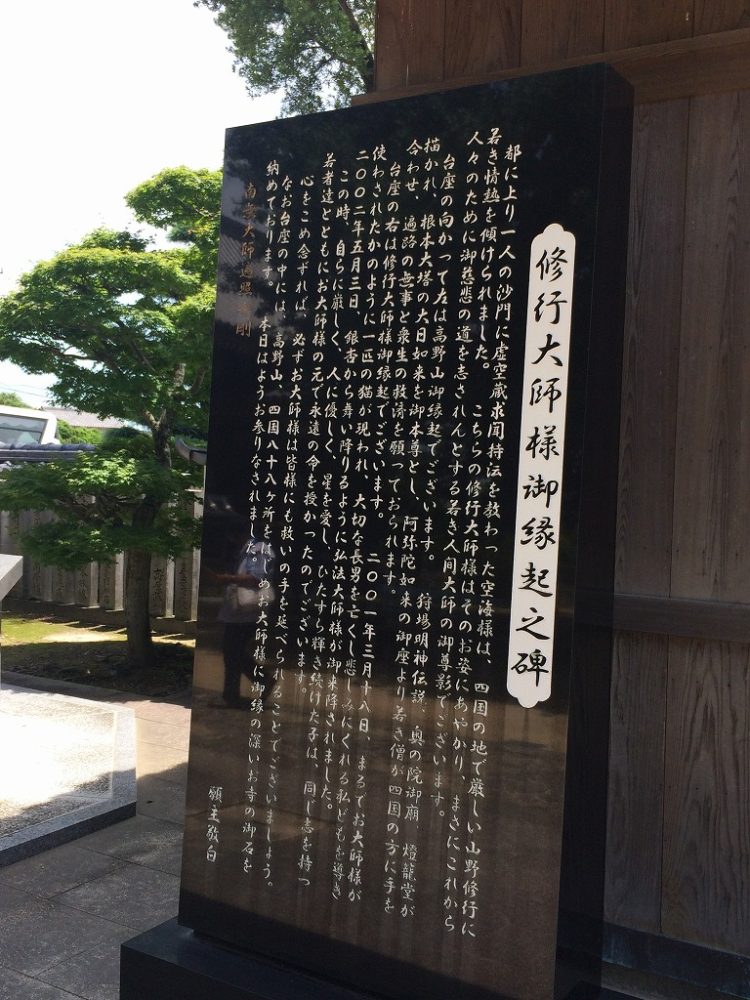 修行大師様御縁起之碑
都に上り一人の沙門に虚空蔵求聞持法を教わった空海様は、四国の地で厳しい山野修行に
若き情熱を傾けられました。　こちらの修行大師様はそのお姿にあやかり、まさにこれから
人々のために御慈悲の道を志されんとする若き人間大師の御尊影でございます。
台座の向かって左は高野山御縁起でございます。　狩場明神伝説、奥の院御廟　燈籠堂が
描かれ、根本大塔の大日如来を御本尊とし、阿弥陀如来の御座より若き僧が四国の方に手を
合わせ、遍路の無事と衆生の救済を願っておられます。
台座の右は修行大師様御縁起でございます。　二〇〇一年三月十八日、まるでお大師様が
使わされたかのように一匹の猫が現われ、大切な長男を亡くし悲しみにくれる私どもを導き
二〇〇二年五月三日、銀杏から舞い降りるように弘法大師様が御来降されました。
この時、自らに厳しく、人に優しく、星を愛し、ひたすら輝き続けた子は、同じ志を持つ
若者達とともにお大師様の元で永遠の命を授かったのでございます。
心をこめ念ずれば、必ずお大師様は皆様にも救いの手を延べられることでございましょう。
なお台座の中には、高野山、四国八十八ヶ所をはじめお大師様に御縁の深いお寺の御石を
納めております。　本日はようお参りなされました。
南無大師遍照金剛
願主敬白